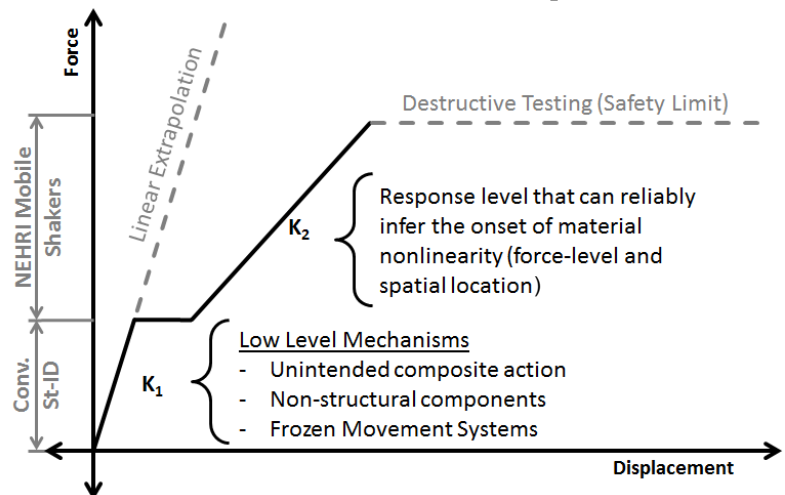 Force
Linear Extrapolation
Destructive Testing (Safety Limit)
NEHRI Mobile
Shakers
K2
Response level that can reliably
infer the onset of material
nonlinearity (force-level and
spatial location)
Conv.
St-ID
K1
Low Level Mechanisms
- Unintended composite action
- Non-structural components
- Frozen Movement Systems
Displacement